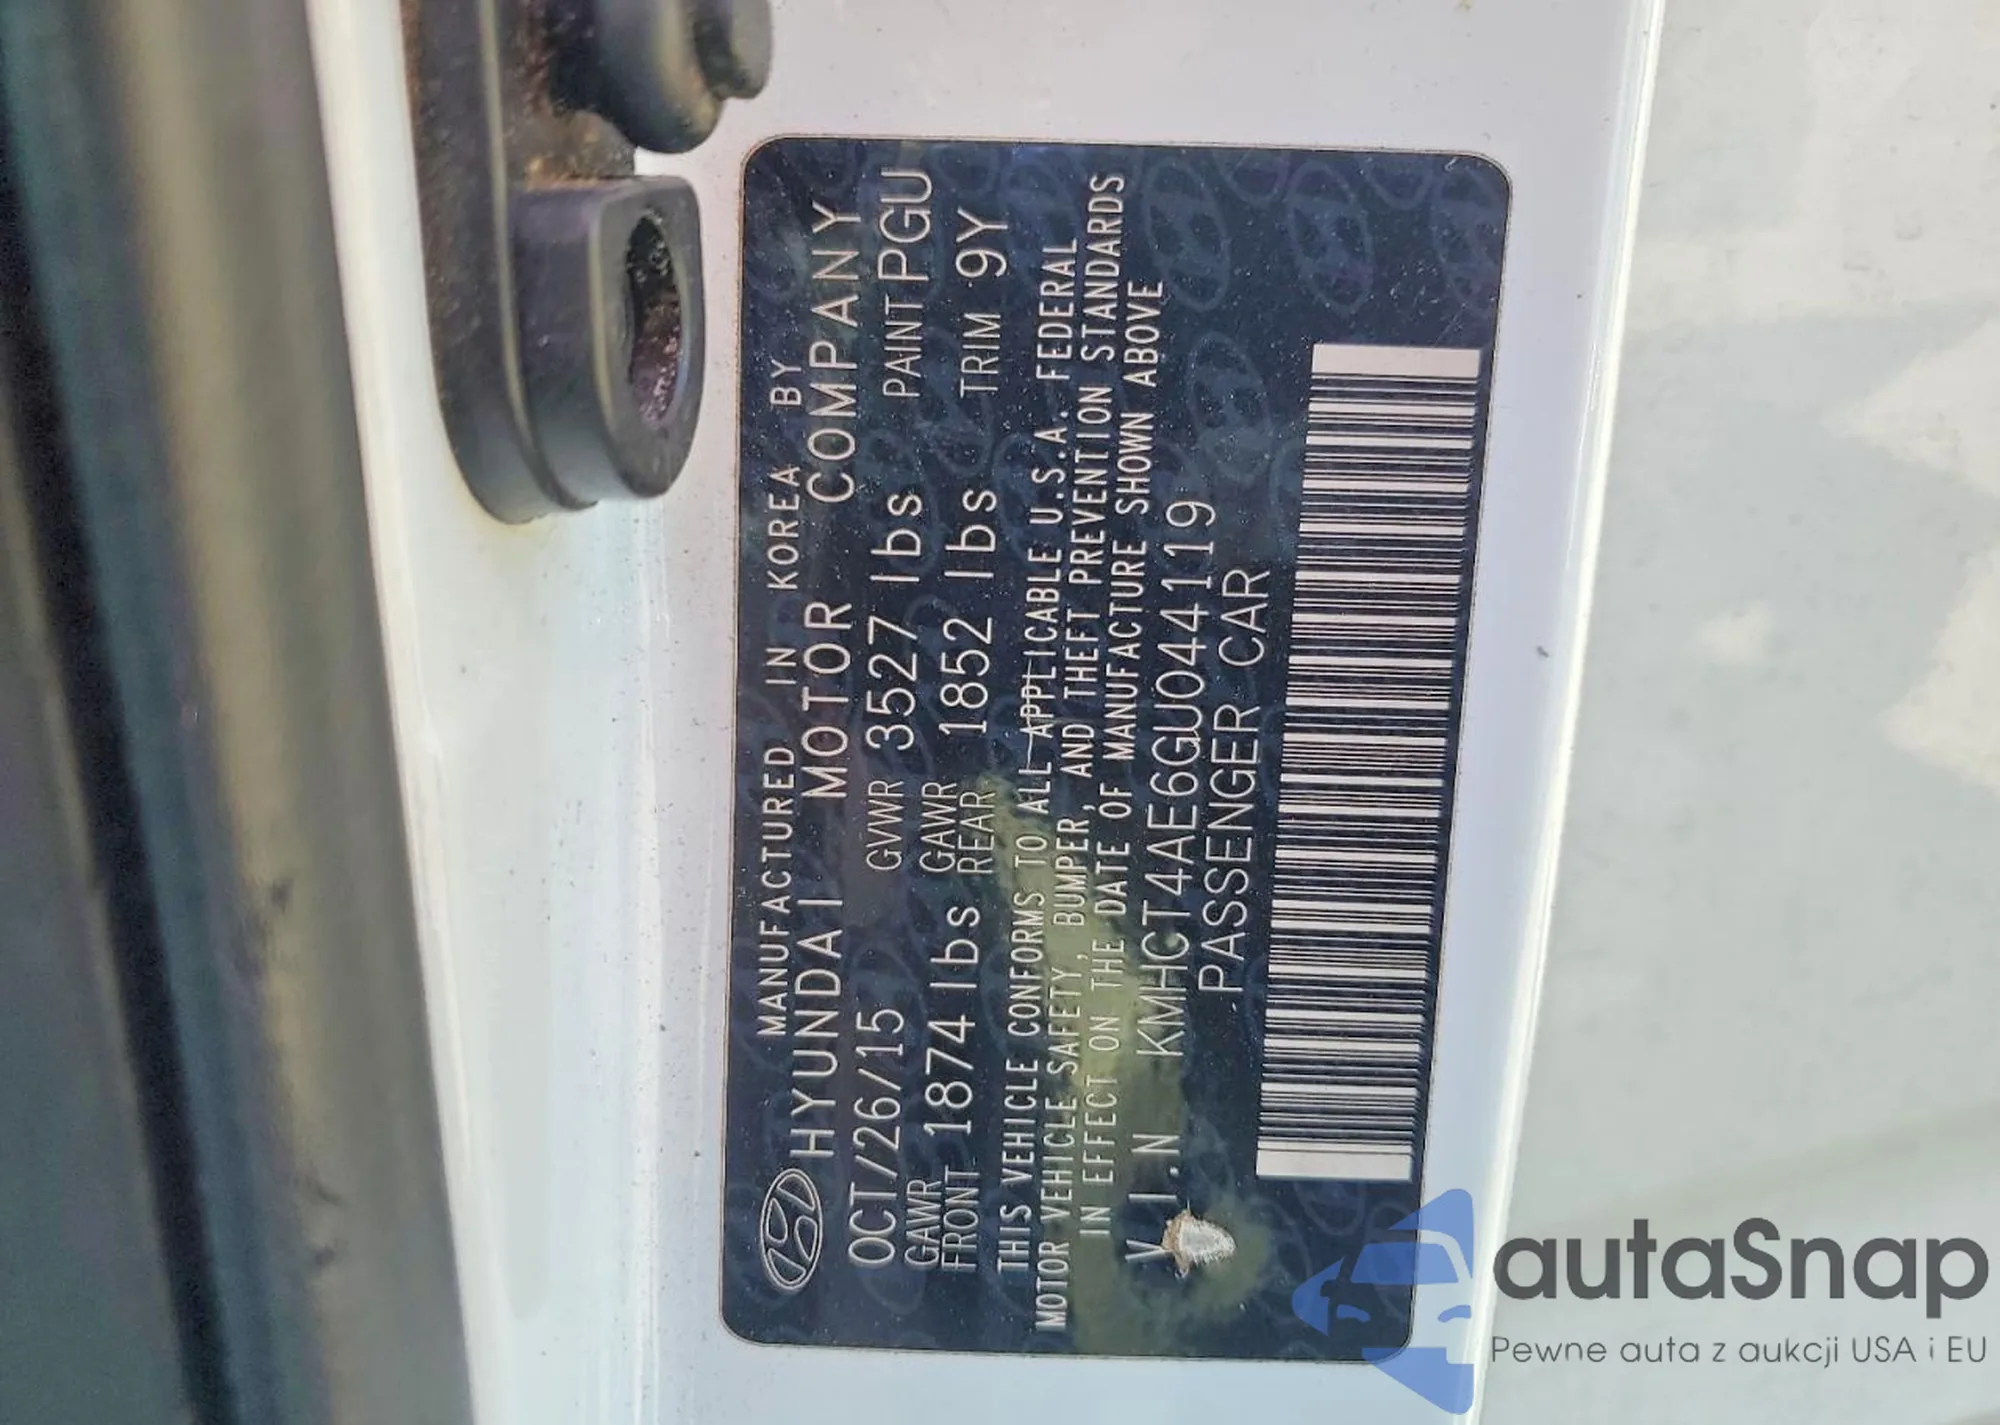 MANUFACTURED IN KOREA BY
HYUNDAI MOTOR COMPANY
OCT/26/15 GVWR 3527 lbs PAINT PGU
GAWR FRONT 1874 lbs GAWR REAR 1852 lbs TRIM 9Y
THIS VEHICLE CONFORMS TO ALL APPLICABLE U.S.A. FEDERAL
MOTOR VEHICLE SAFETY, BUMPER, AND THEFT PREVENTION STANDARDS
IN EFFECT ON THE DATE OF MANUFACTURE SHOWN ABOVE
V.I.N KMHCT4AE6GU044119
PASSENGER CAR
autaSnap
Pewne auta z aukcji USA i EU